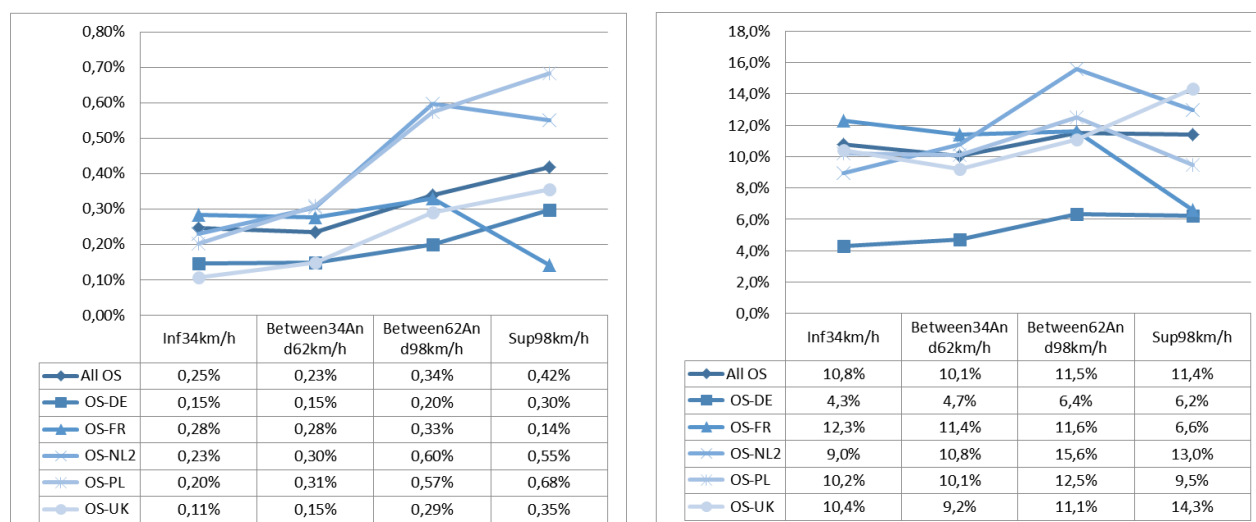 0,80%
0,70%
0,60%
0,50%
0,40%
0,30%
0,20%
0,10%
0,00%
Inf34km/h Between34An Between62An Sup98km/h
d62km/h d98km/h
All OS 0,25% 0,23% 0,34% 0,42%
OS-DE 0,15% 0,15% 0,20% 0,30%
OS-FR 0,28% 0,28% 0,33% 0,14%
OS-NL2 0,23% 0,30% 0,60% 0,55%
OS-PL 0,20% 0,31% 0,57% 0,68%
OS-UK 0,11% 0,15% 0,29% 0,35%
18,0%
16,0%
14,0%
12,0%
10,0%
8,0%
6,0%
4,0%
2,0%
0,0%
Inf34km/h Between34An Between62An Sup98km/h
d62km/h d98km/h
All OS 10,8% 10,1% 11,5% 11,4%
OS-DE 4,3% 4,7% 6,4% 6,2%
OS-FR 12,3% 11,4% 11,6% 6,6%
OS-NL2 9,0% 10,8% 15,6% 13,0%
OS-PL 10,2% 10,1% 12,5% 9,5%
OS-UK 10,4% 9,2% 11,1% 14,3%